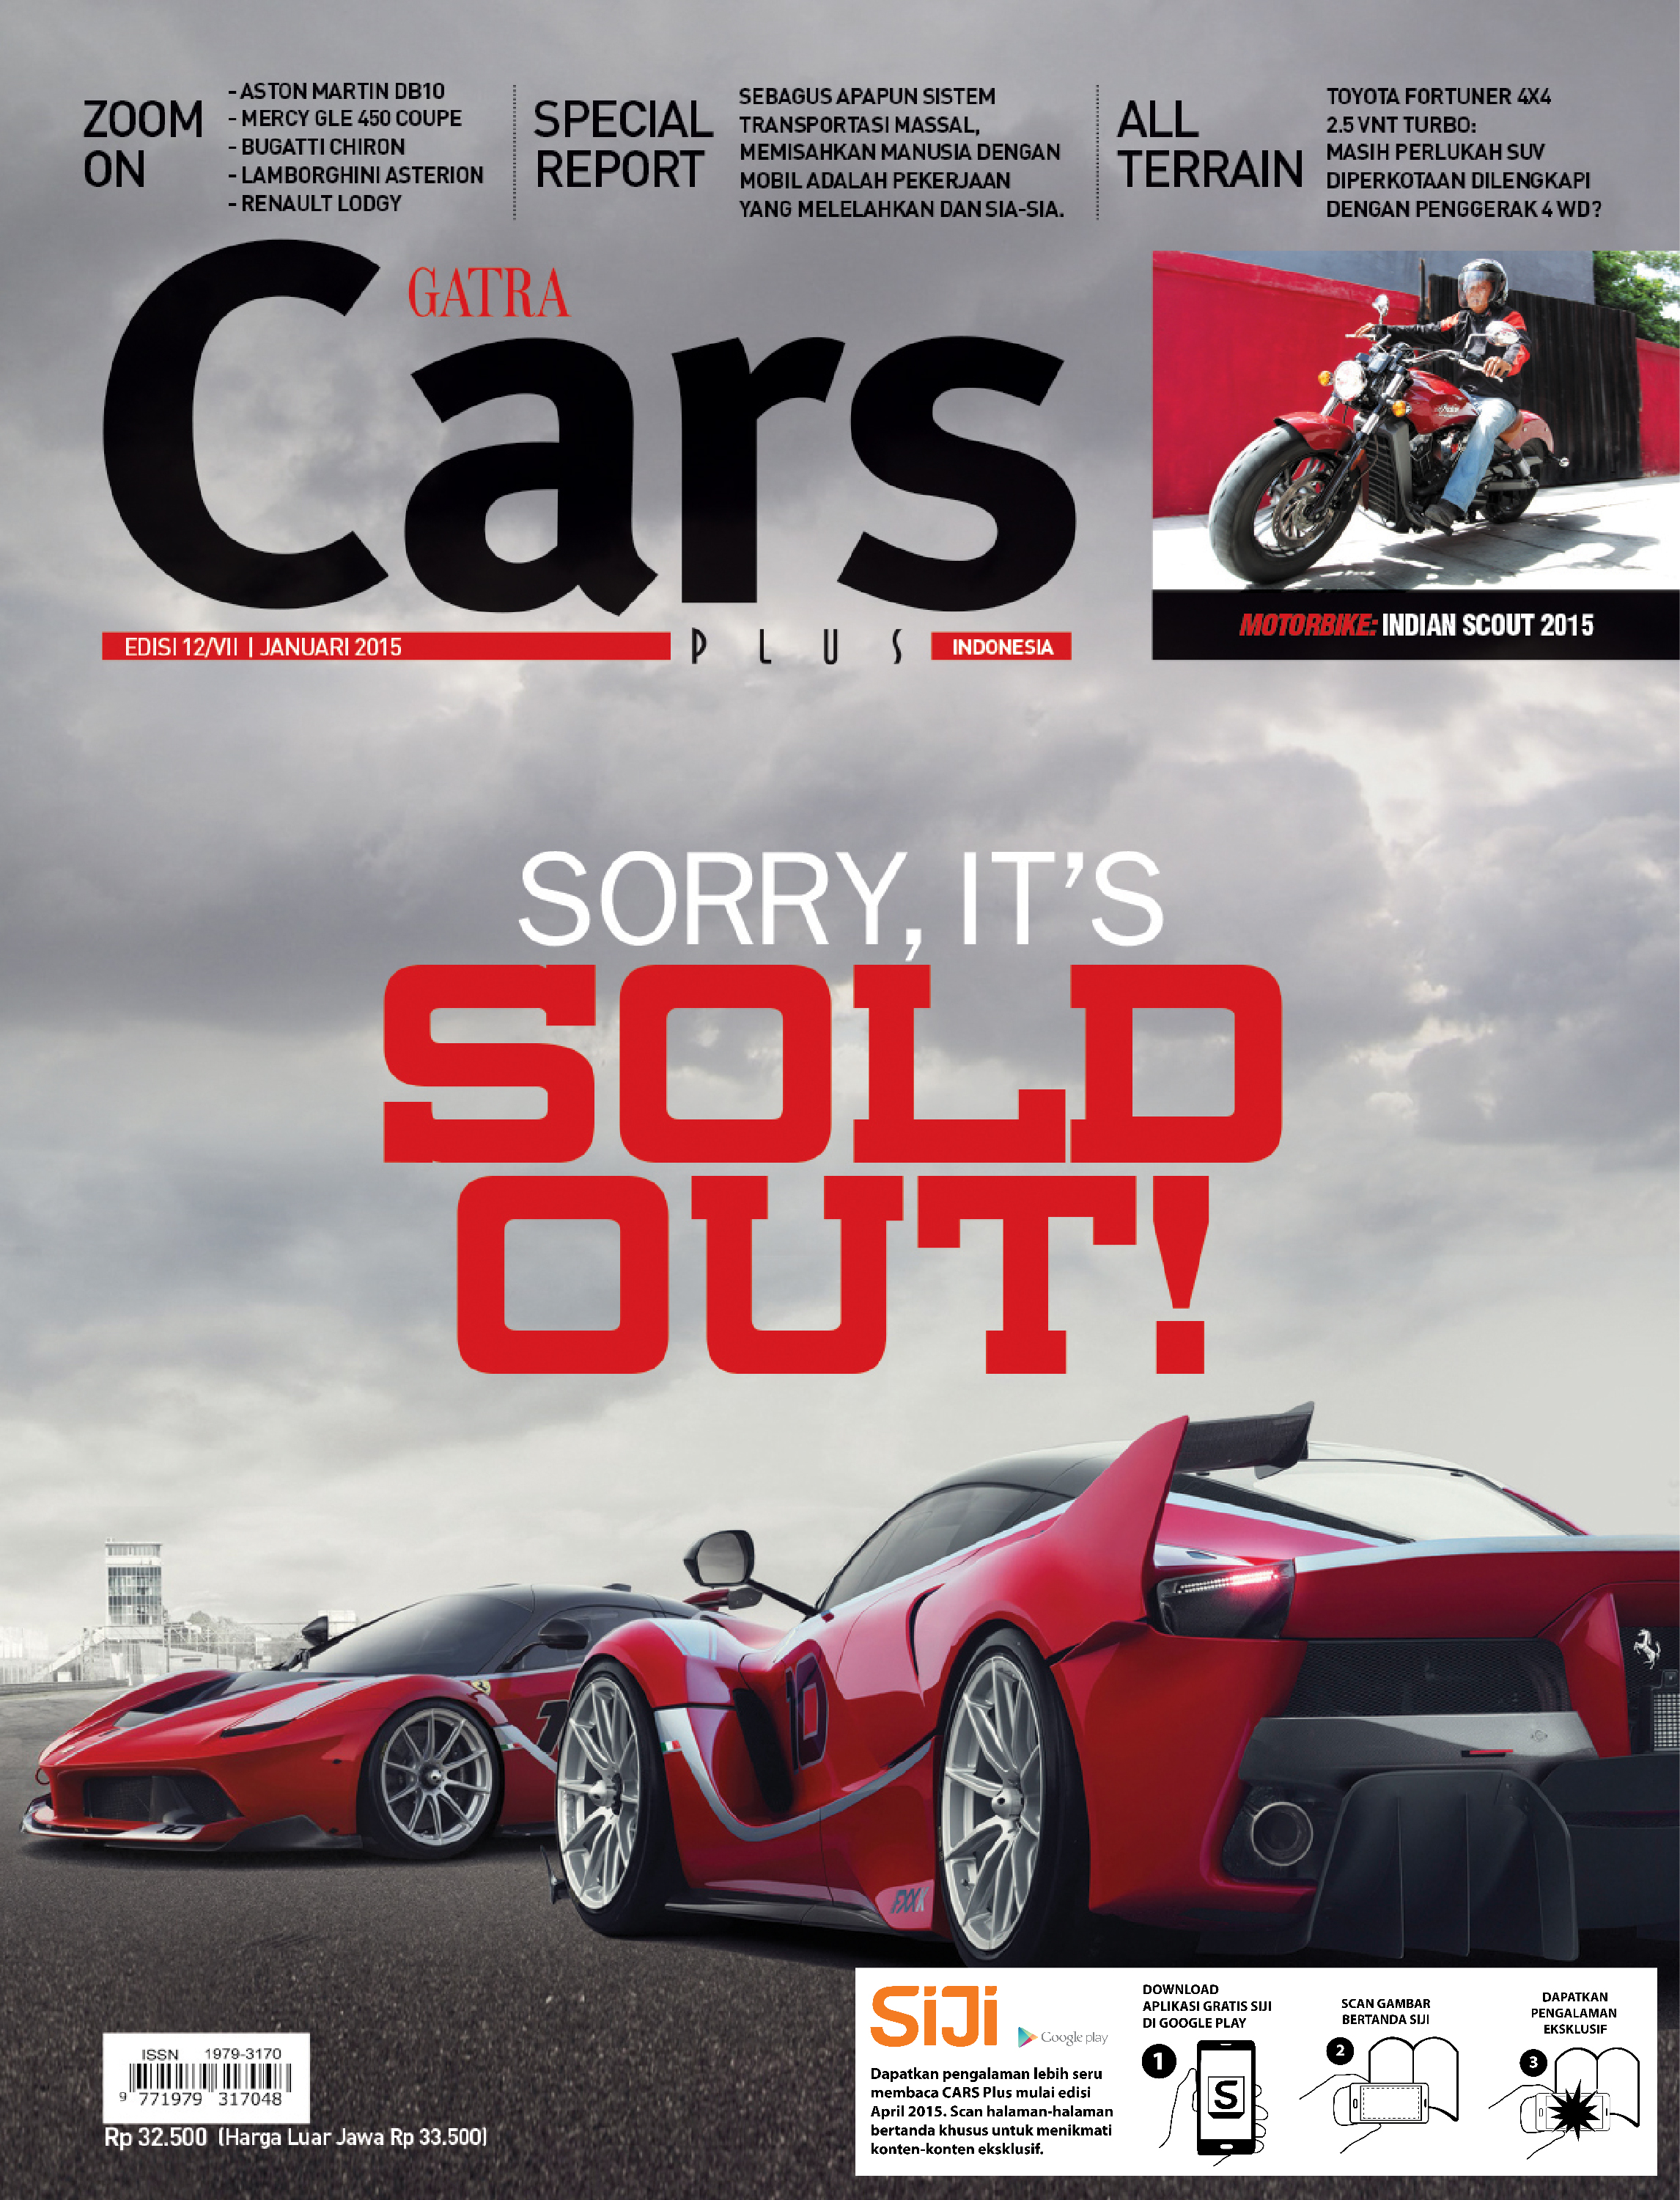 ZOOM
ON
- ASTON MARTIN DB10
- MERCY GLE 450 COUPE
- BUGATTI CHIRON
- LAMBORGHINI ASTERION
- RENAULT LODGY
SPECIAL
REPORT
SEBAGUS APAPUN SISTEM
TRANSPORTASI MASSAL,
MEMISAHKAN MANUSIA DENGAN
MOBIL ADALAH PEKERJAAN
YANG MELELAHKAN DAN SIA-SIA.
ALL
TERRAIN
TOYOTA FORTUNER 4X4
2.5 VNT TURBO:
MASIH PERLUKAH SUV
DIPERKOTAAN DILENGKAPI
DENGAN PENGGERAK 4 WD?
GATRA
Cars
PLUS
EDISI 12/VII | JANUARI 2015
INDONESIA
MOTORBIKE: INDIAN SCOUT 2015
SORRY, IT'S
SOLD
OUT!
10
10
FXX K
ISSN 1979-3170
9 771979 317048
Rp 32.500 (Harga Luar Jawa Rp 33.500)
SiJi
Google play
Dapatkan pengalaman lebih seru
membaca CARS Plus mulai edisi
April 2015. Scan halaman-halaman
bertanda khusus untuk menikmati
konten-konten eksklusif.
DOWNLOAD
APLIKASI GRATIS SIJI
DI GOOGLE PLAY
1
S
SCAN GAMBAR
BERTANDA SIJI
2
DAPATKAN
PENGALAMAN
EKSKLUSIF
3